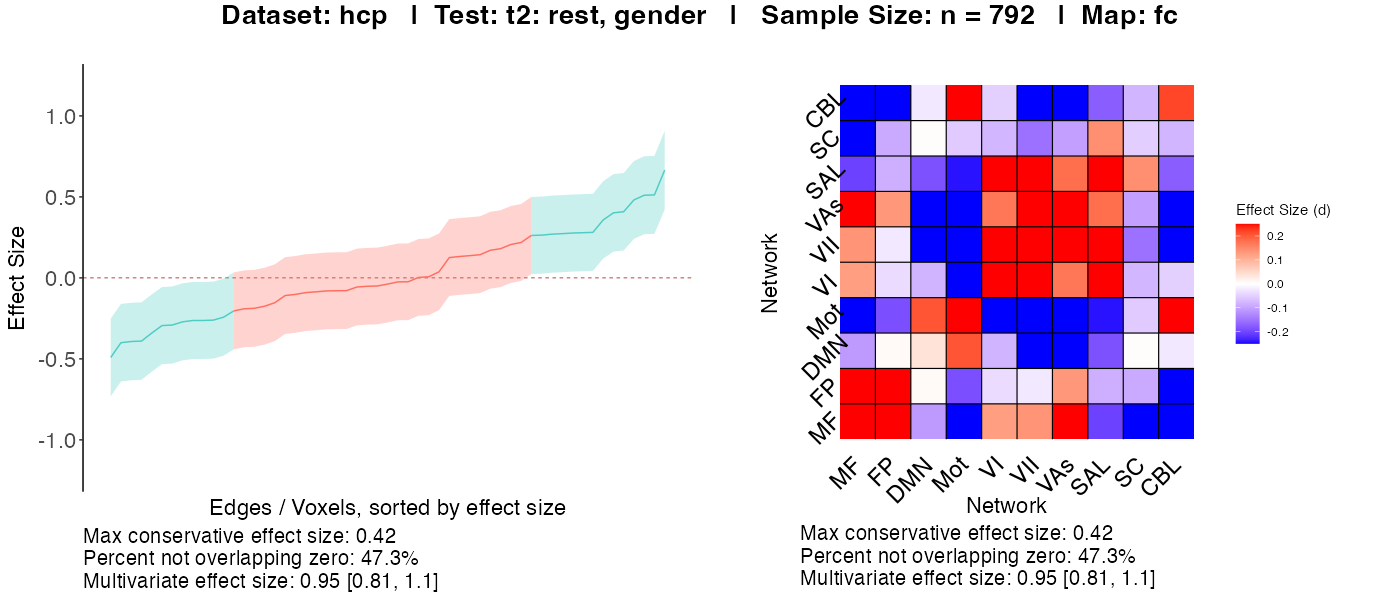 Dataset: hcp | Test: t2: rest, gender | Sample Size: n = 792 | Map: fc
Effect Size
1.0
0.5
0.0
-0.5
-1.0
Edges / Voxels, sorted by effect size
Max conservative effect size: 0.42
Percent not overlapping zero: 47.3%
Multivariate effect size: 0.95 [0.81, 1.1]
Network
CBL
SC
SAL
VAs
VII
VI
Mot
DMN
FP
MF
MF
FP
DMN
Mot
VI
VII
VAs
SAL
SC
CBL
Network
Max conservative effect size: 0.42
Percent not overlapping zero: 47.3%
Multivariate effect size: 0.95 [0.81, 1.1]
Effect Size (d)
0.2
0.1
0.0
-0.1
-0.2